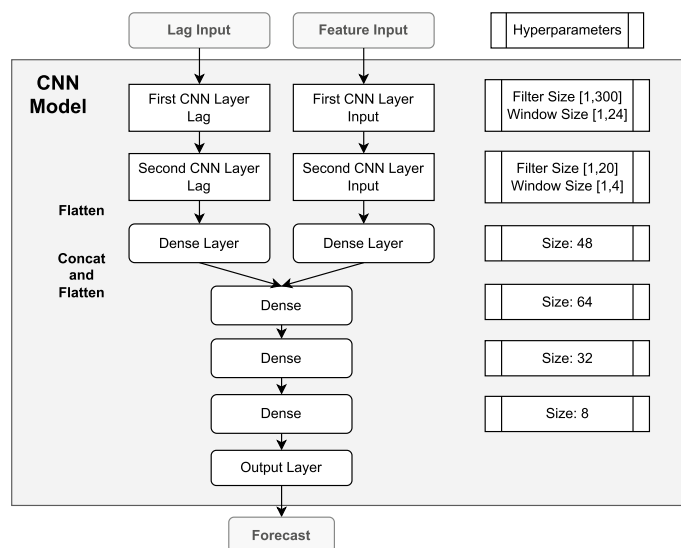 Lag Input
Feature Input
Hyperparameters
CNN
Model
First CNN Layer
Lag
First CNN Layer
Input
Filter Size [1,300]
Window Size [1,24]
Second CNN Layer
Lag
Second CNN Layer
Input
Filter Size [1,20]
Window Size [1,4]
Flatten
Dense Layer
Dense Layer
Size: 48
Concat
and
Flatten
Dense
Size: 64
Dense
Size: 32
Dense
Size: 8
Output Layer
Forecast